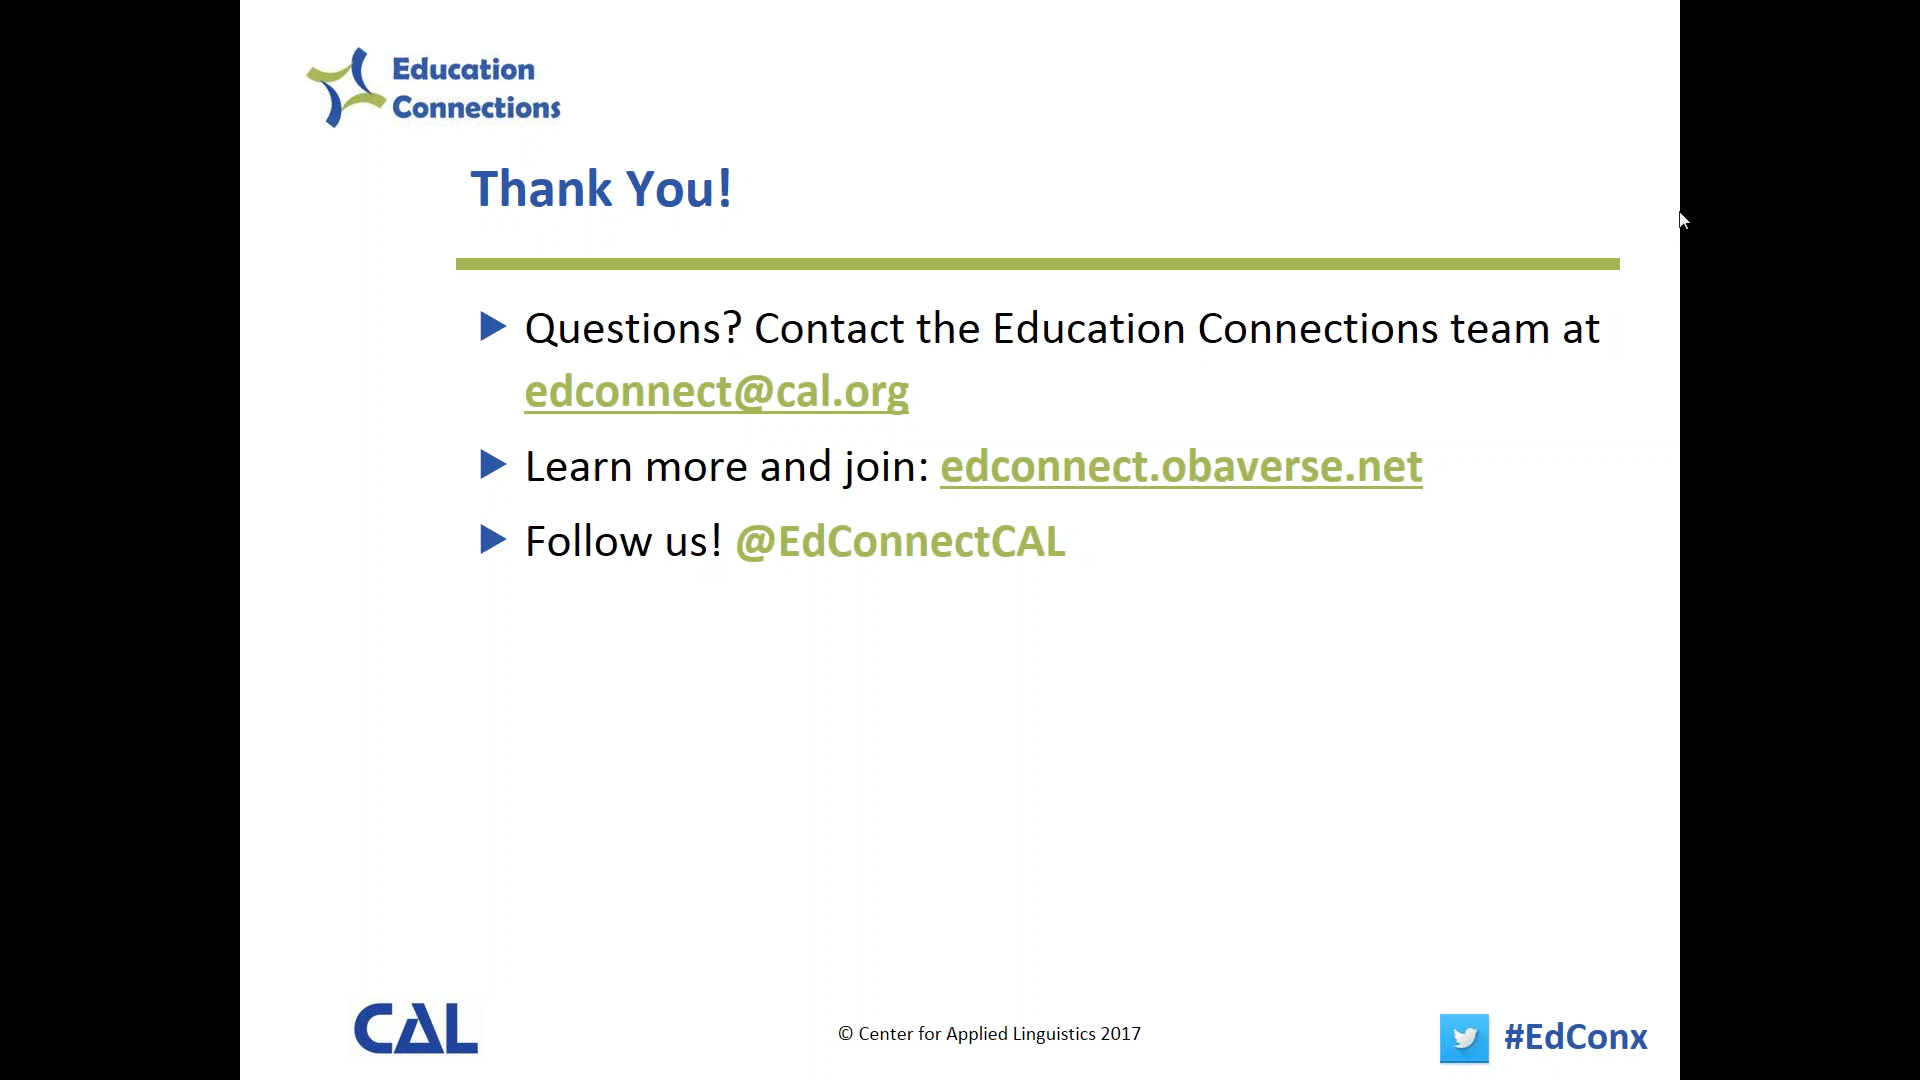 Education
Connections
Thank You!
Questions? Contact the Education Connections team at
edconnect@cal.org
Learn more and join: edconnect.obaverse.net
Follow us! @EdConnectCAL
CAL
© Center for Applied Linguistics 2017
#EdConx